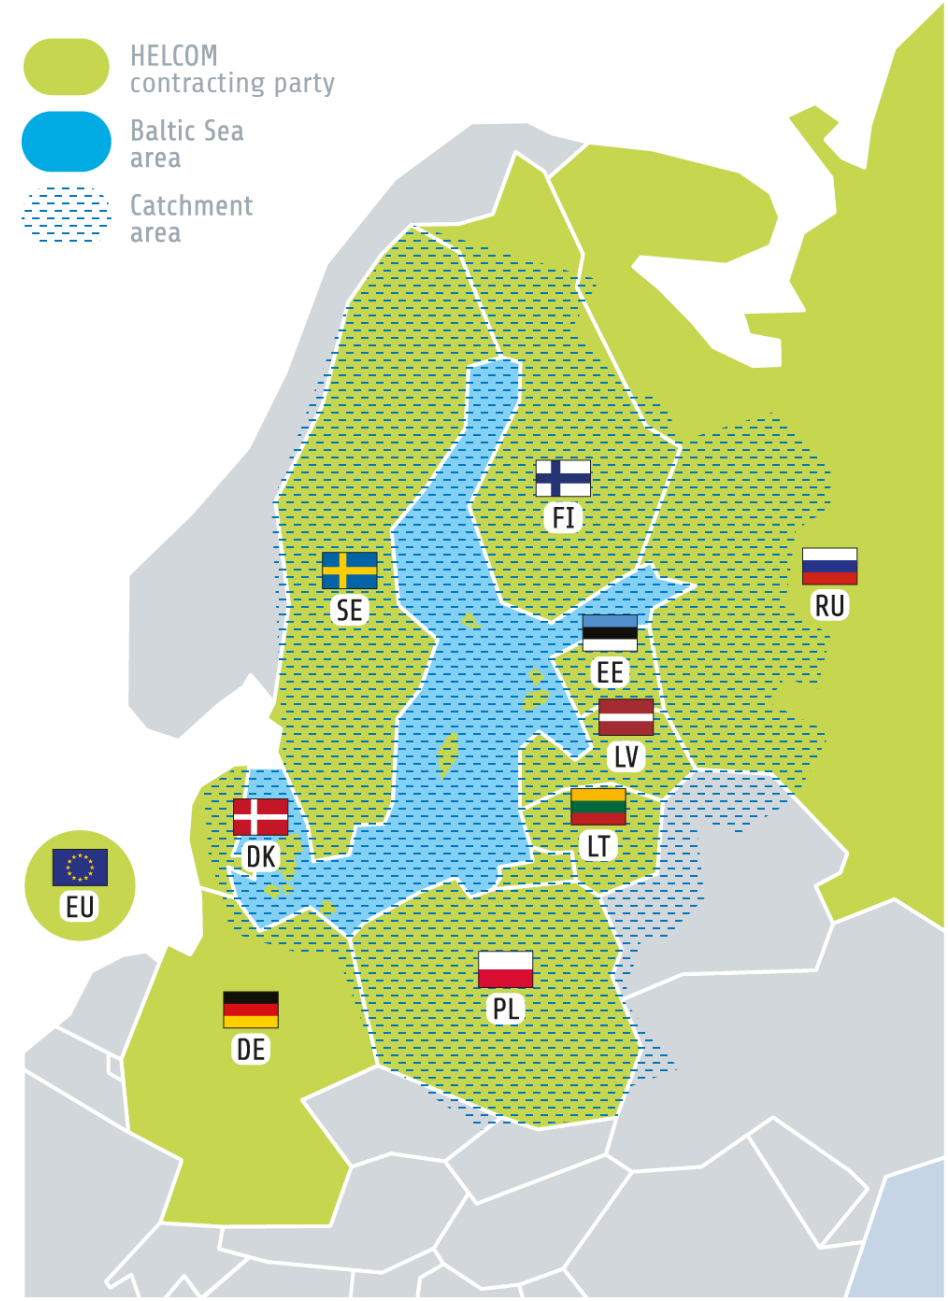 HELCOM
contracting party
Baltic Sea
area
Catchment
area
FI
SE
RU
EE
LV
LT
DK
EU
PL
DE